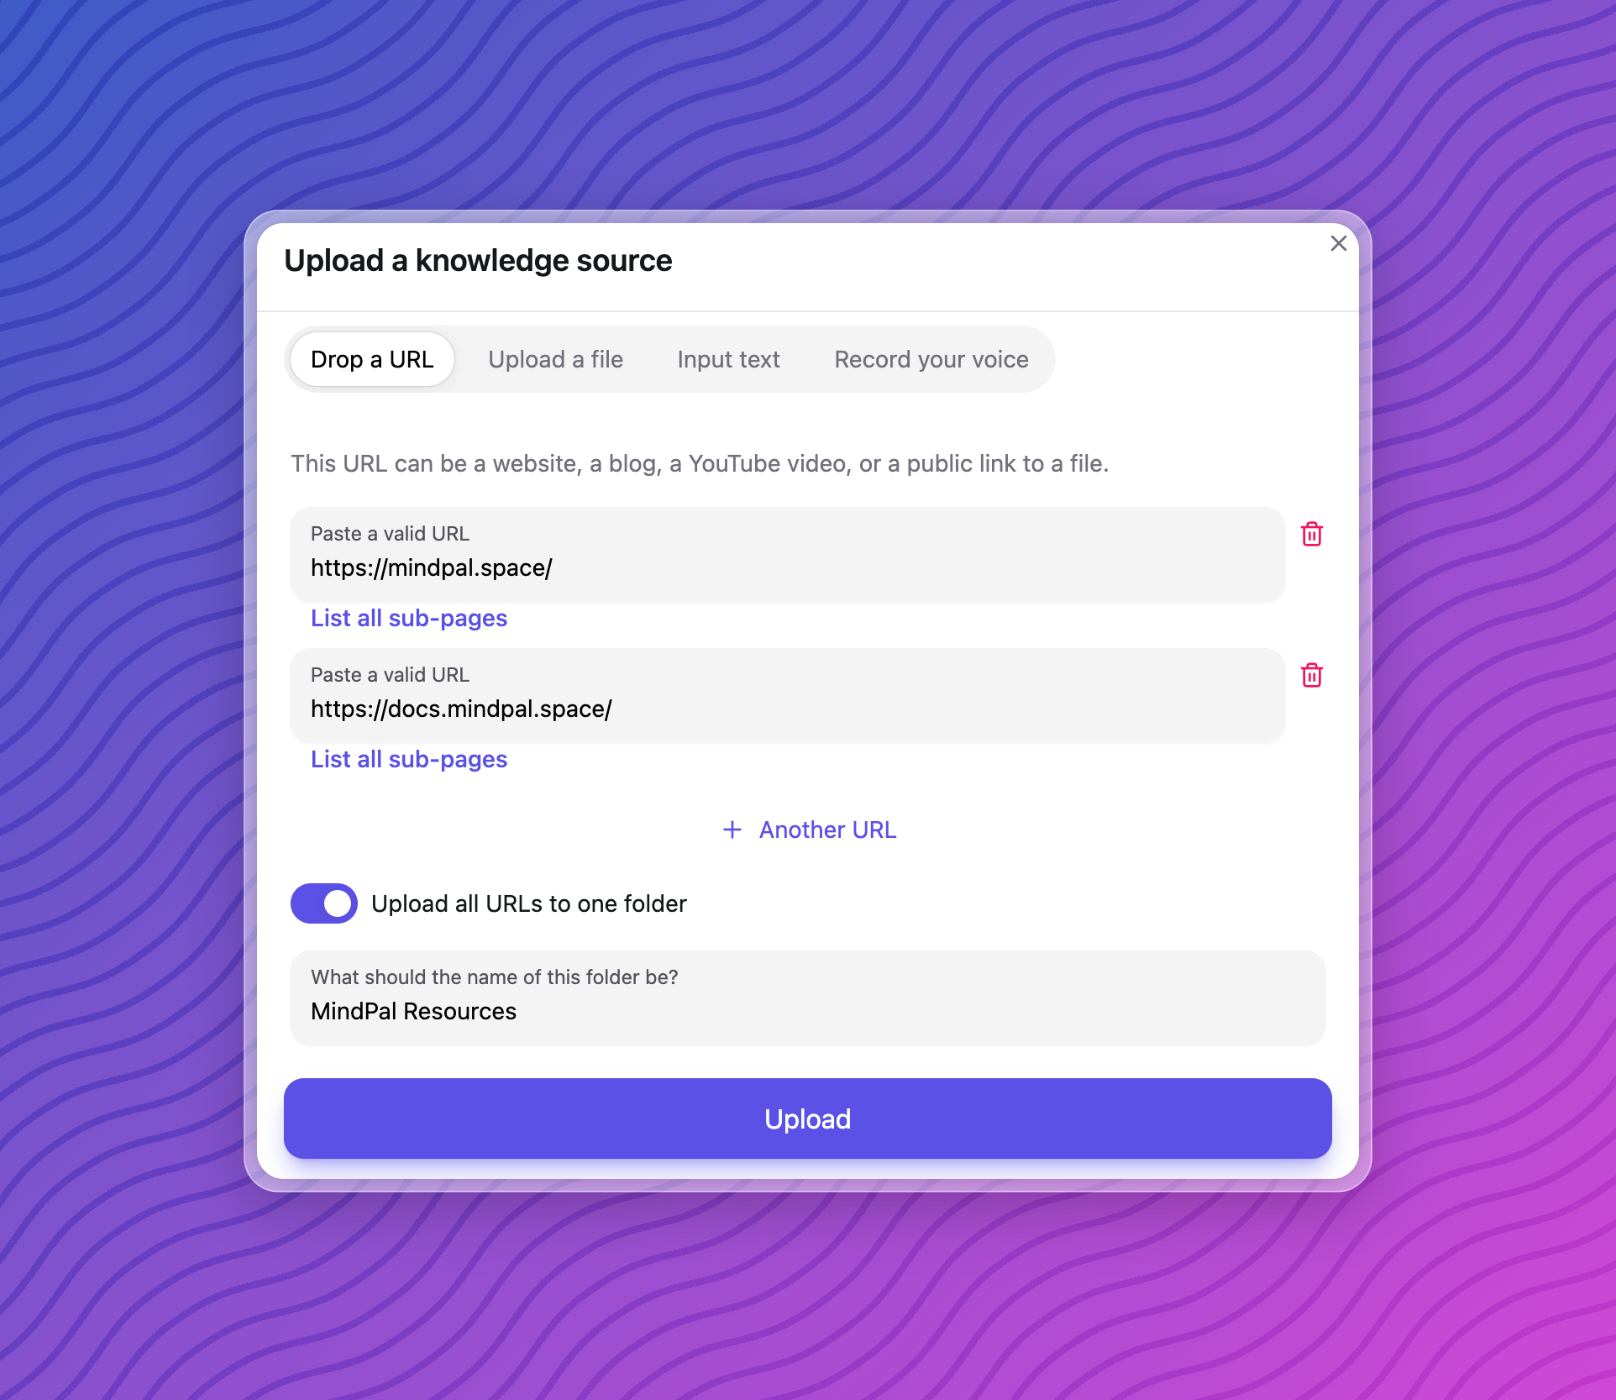 Upload a knowledge source
Drop a URL
Upload a file
Input text
Record your voice
This URL can be a website, a blog, a YouTube video, or a public link to a file.
Paste a valid URL
https://mindpal.space/
List all sub-pages
Paste a valid URL
https://docs.mindpal.space/
List all sub-pages
+ Another URL
Upload all URLs to one folder
What should the name of this folder be?
MindPal Resources
Upload